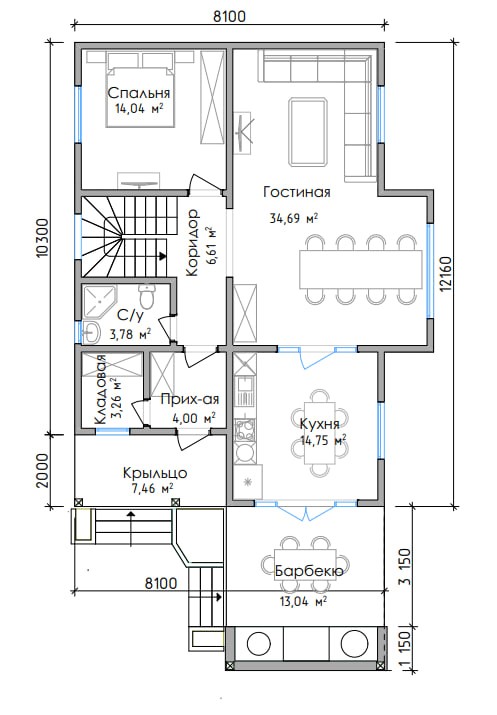 8100
Спальня
14,04 м²
Гостиная
34,69 м²
10300
Коридор
6,61 м²
12160
С/у
3,78 м²
Кладовая
3,26 м²
Прих-ая
4,00 м²
Кухня
14,75 м²
2000
Крыльцо
7,46 м²
8100
Барбекю
13,04 м²
3 150
1 150